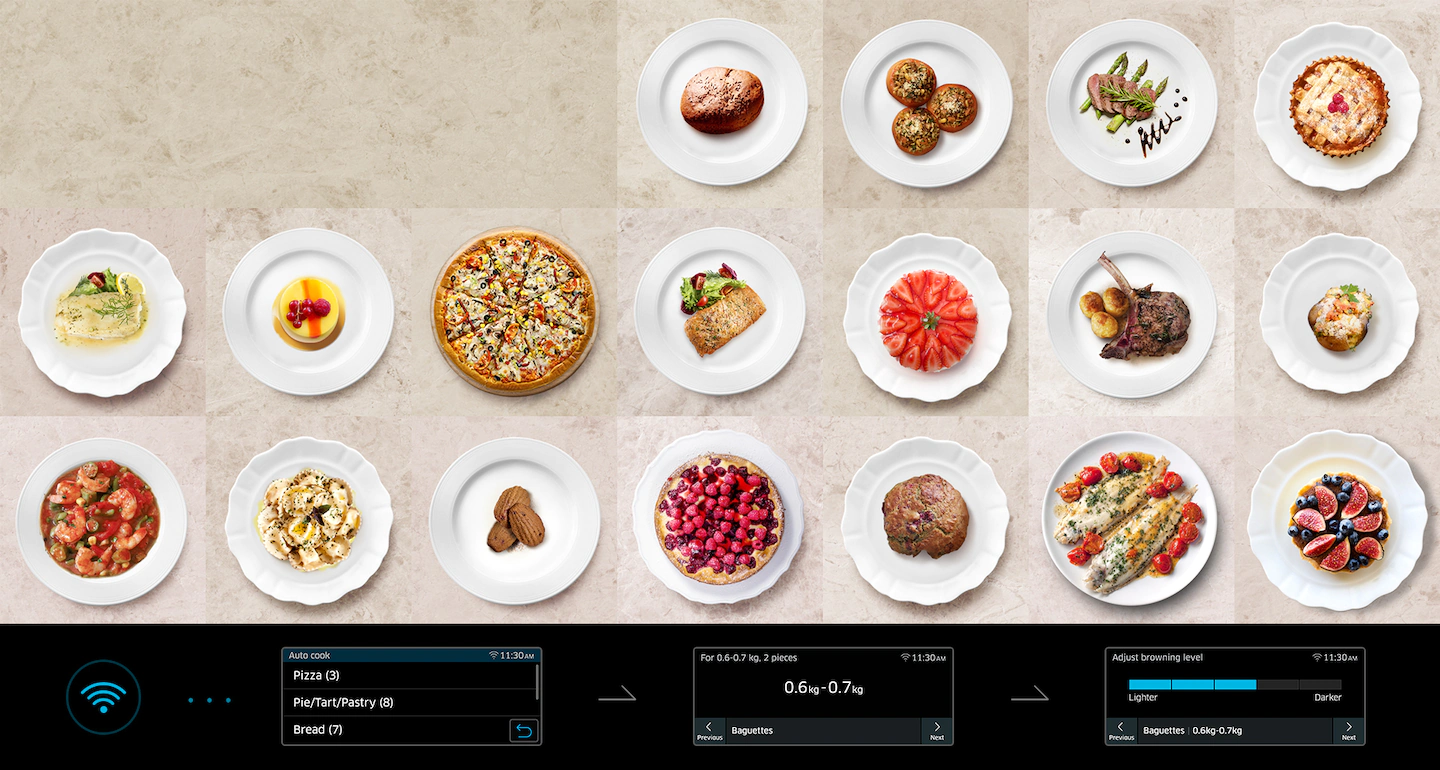 Auto cook 11:30AM
Pizza (3)
Pie/Tart/Pastry (8)
Bread (7)
For 0.6-0.7 kg, 2 pieces 11:30AM
0.6kg-0.7kg
Previous Baguettes Next
Adjust browning level 11:30AM
Lighter Darker
Previous Baguettes | 0.6kg-0.7kg Next